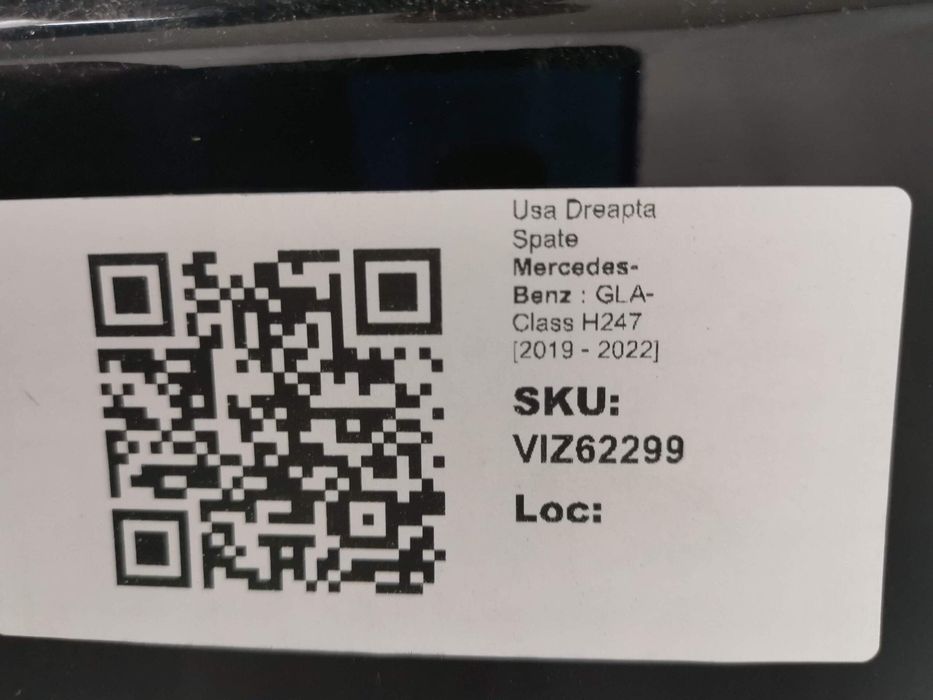 Usa Dreapta
Spate
Mercedes-
Benz : GLA-
Class H247
[2019 - 2022]
SKU:
VIZ62299
Loc: